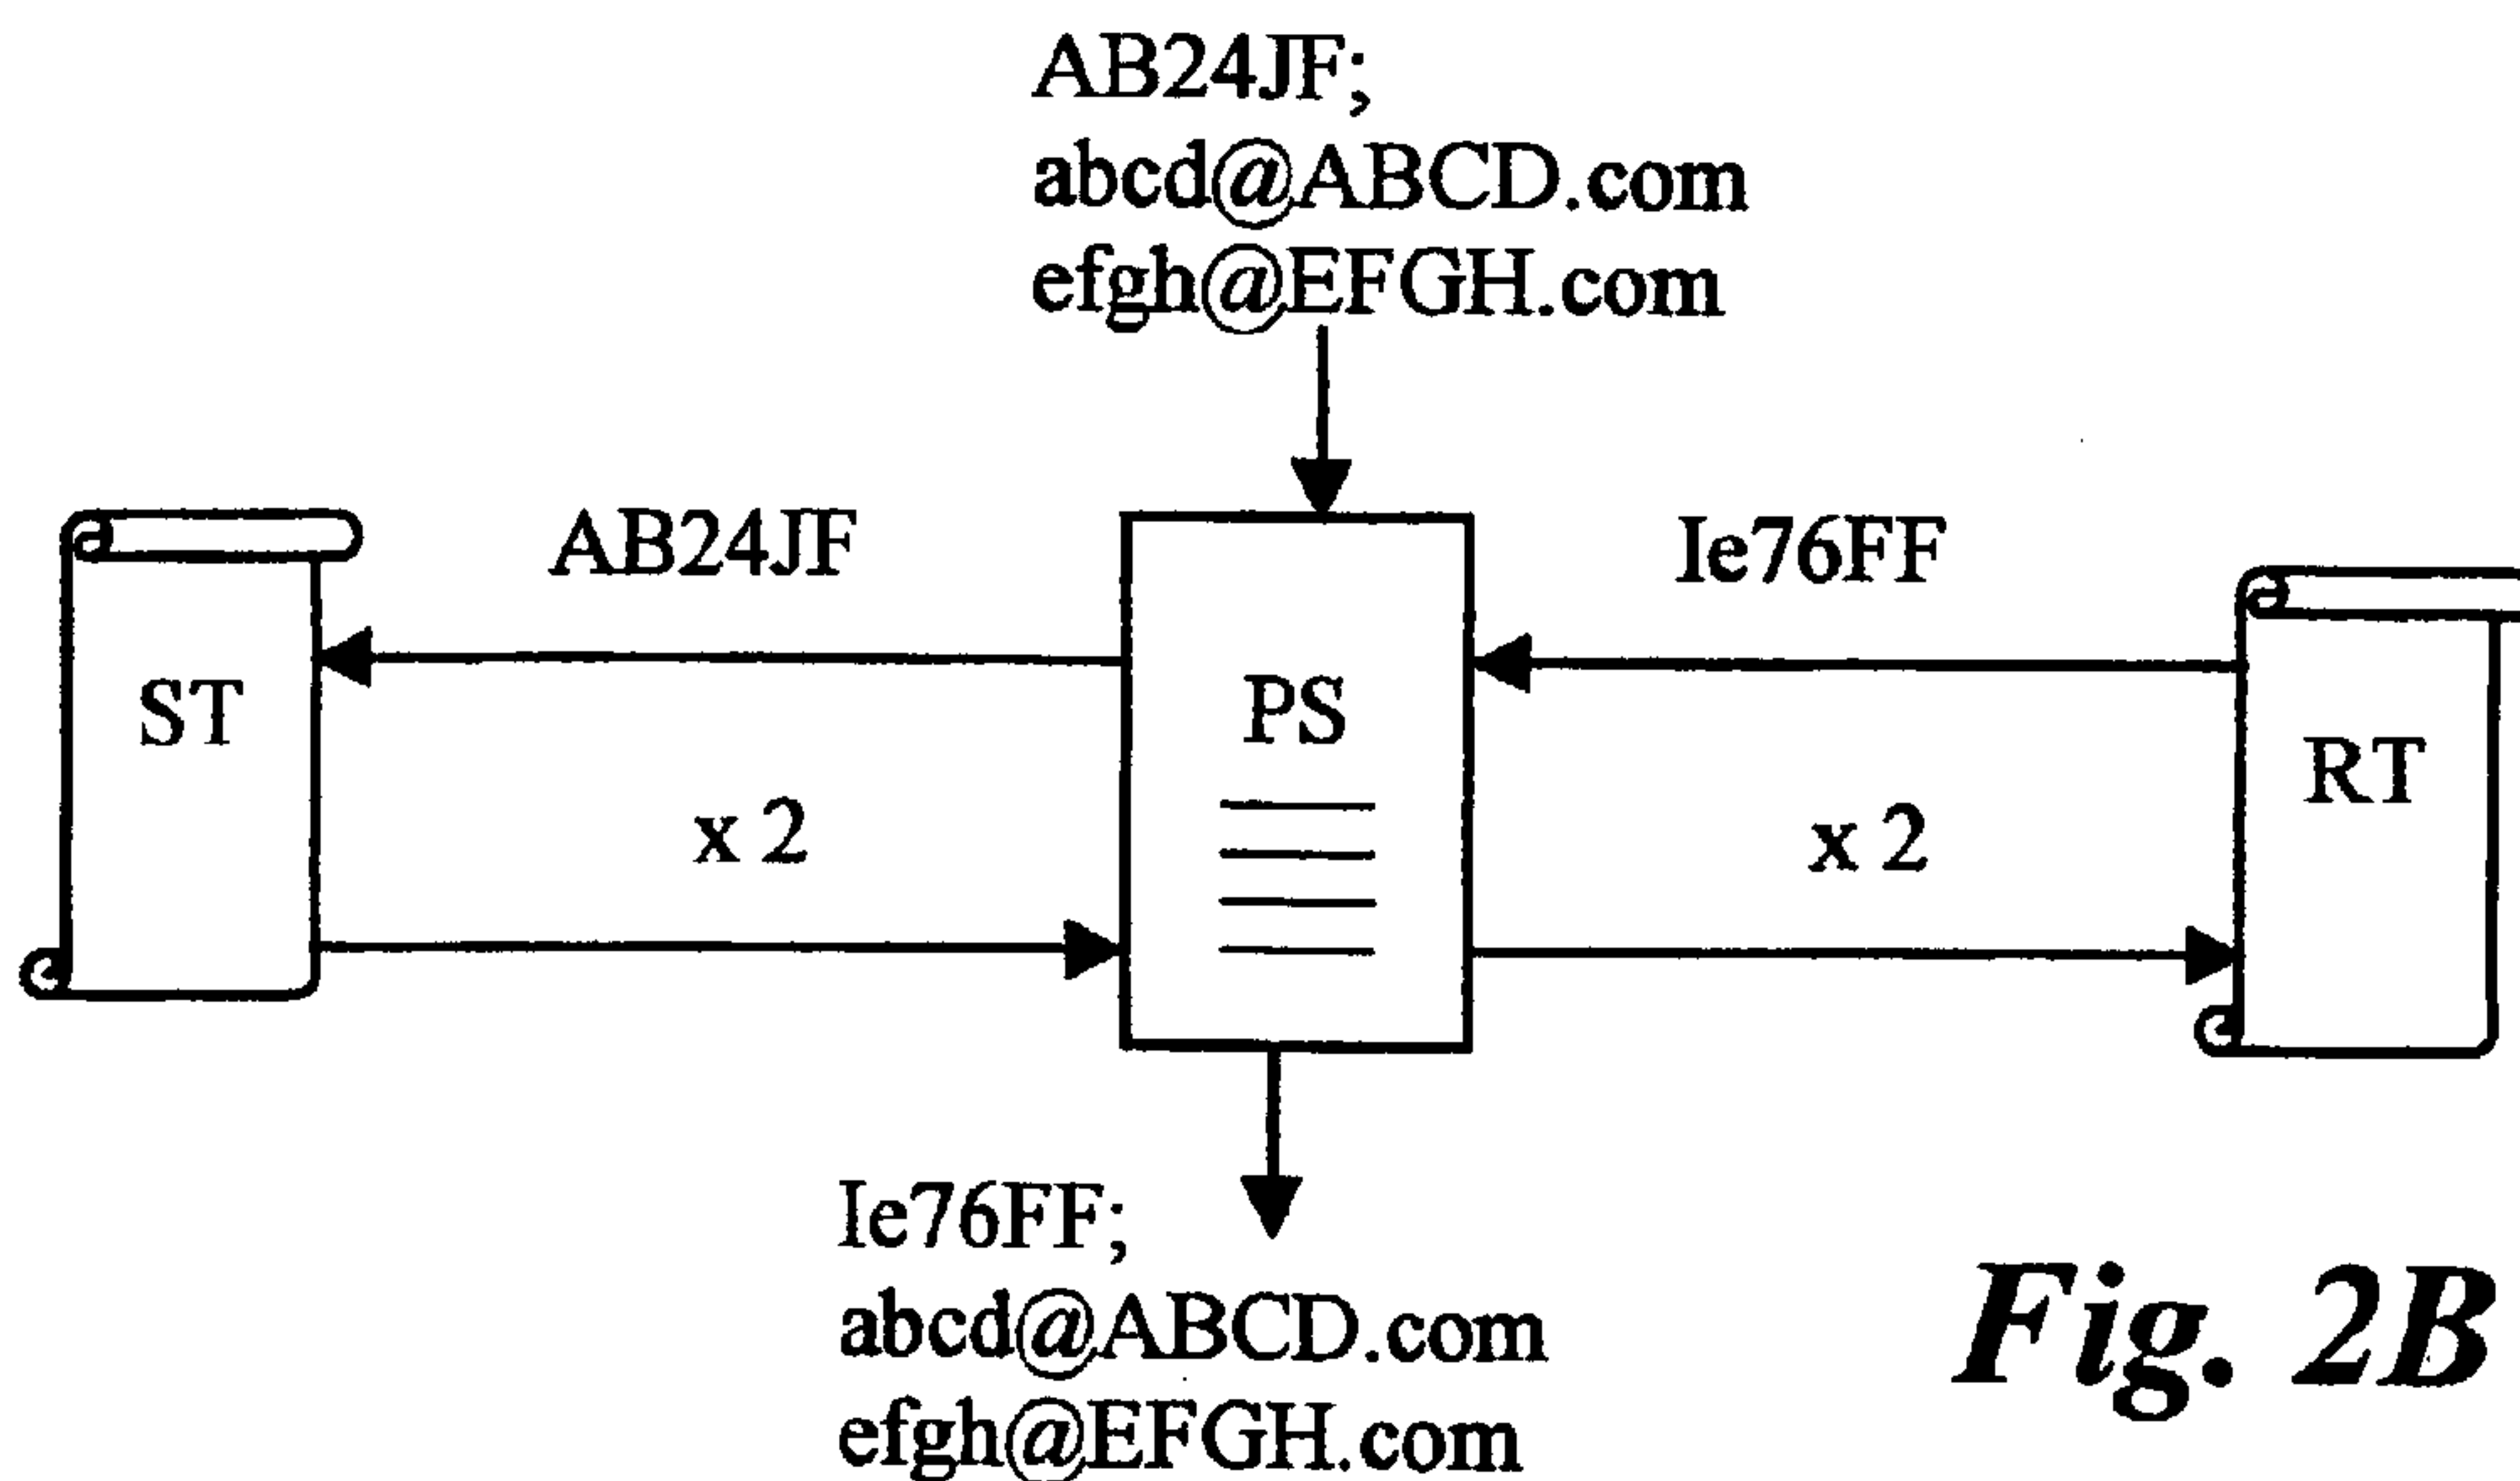 AB24JF;
abcd@ABCD.com
efgh@EFGH.com
AB24JF
Ie76FF
ST
PS
RT
x 2
x 2
Ie76FF;
abcd@ABCD.com
efgh@EFGH.com
Fig. 2B